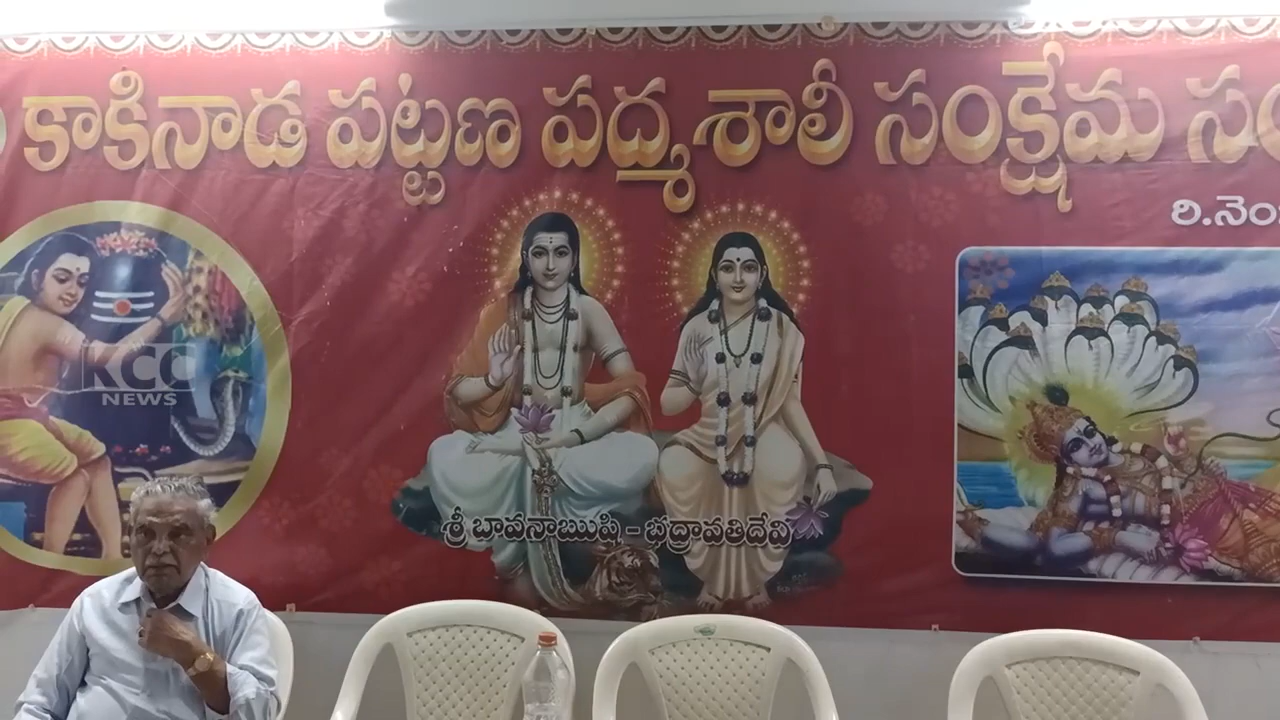 కాకినాడ పట్టణ పద్మశాలీ సంక్షేమ సం
రి.నెం
KCC
NEWS
శ్రీ బావనాఋషి - భద్రావతిదేవి